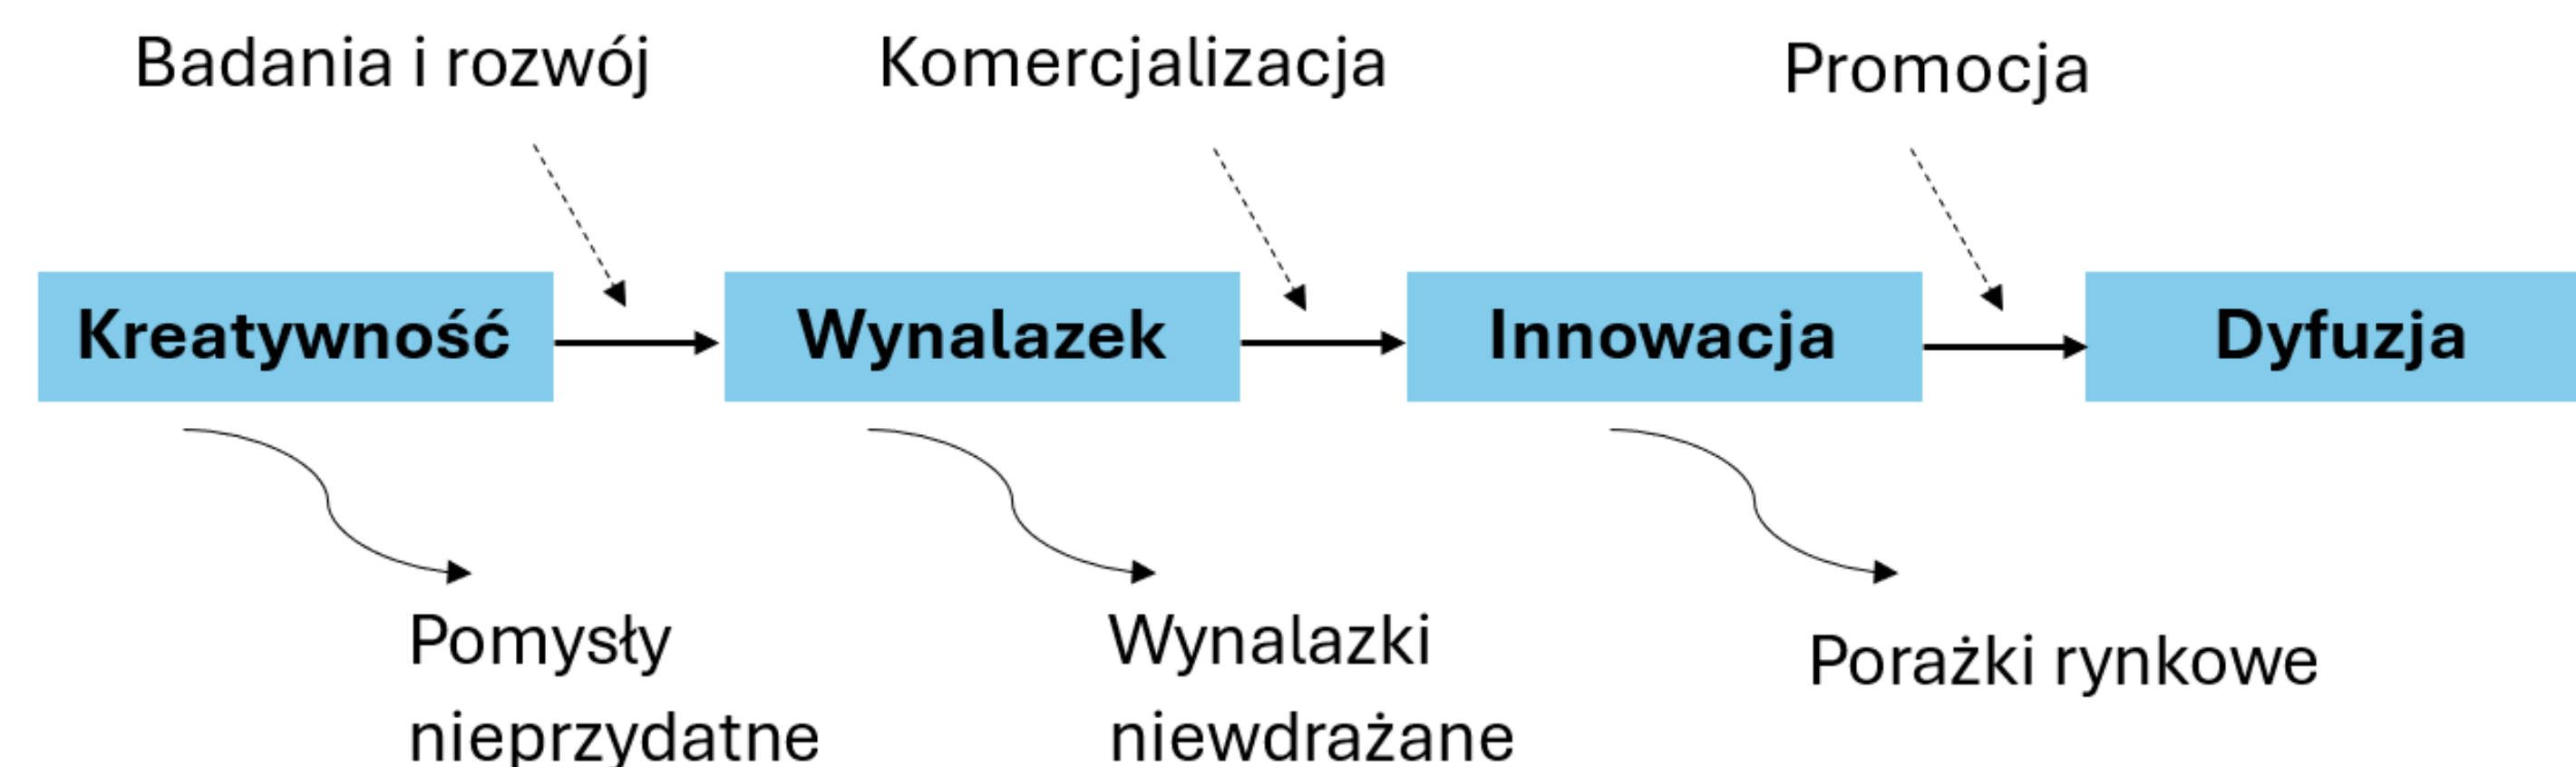 Badania i rozwój
Komercjalizacja
Promocja
Kreatywność
Wynalazek
Innowacja
Dyfuzja
Pomysły
nieprzydatne
Wynalazki
niewdrażane
Porażki rynkowe